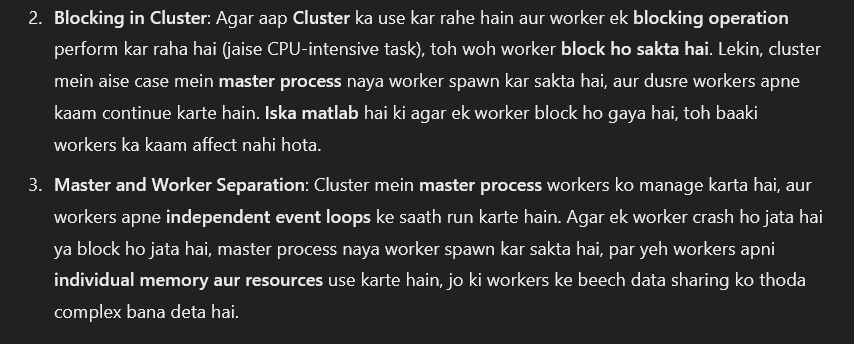 2. Blocking in Cluster: Agar aap Cluster ka use kar rahe hain aur worker ek blocking operation
perform kar raha hai (jaise CPU-intensive task), toh woh worker block ho sakta hai. Lekin, cluster
mein aise case mein master process naya worker spawn kar sakta hai, aur dusre workers apne
kaam continue karte hain. Iska matlab hai ki agar ek worker block ho gaya hai, toh baaki
workers ka kaam affect nahi hota.
3. Master and Worker Separation: Cluster mein master process workers ko manage karta hai, aur
workers apne independent event loops ke saath run karte hain. Agar ek worker crash ho jata hai
ya block ho jata hai, master process naya worker spawn kar sakta hai, par yeh workers apni
individual memory aur resources use karte hain, jo ki workers ke beech data sharing ko thoda
complex bana deta hai.